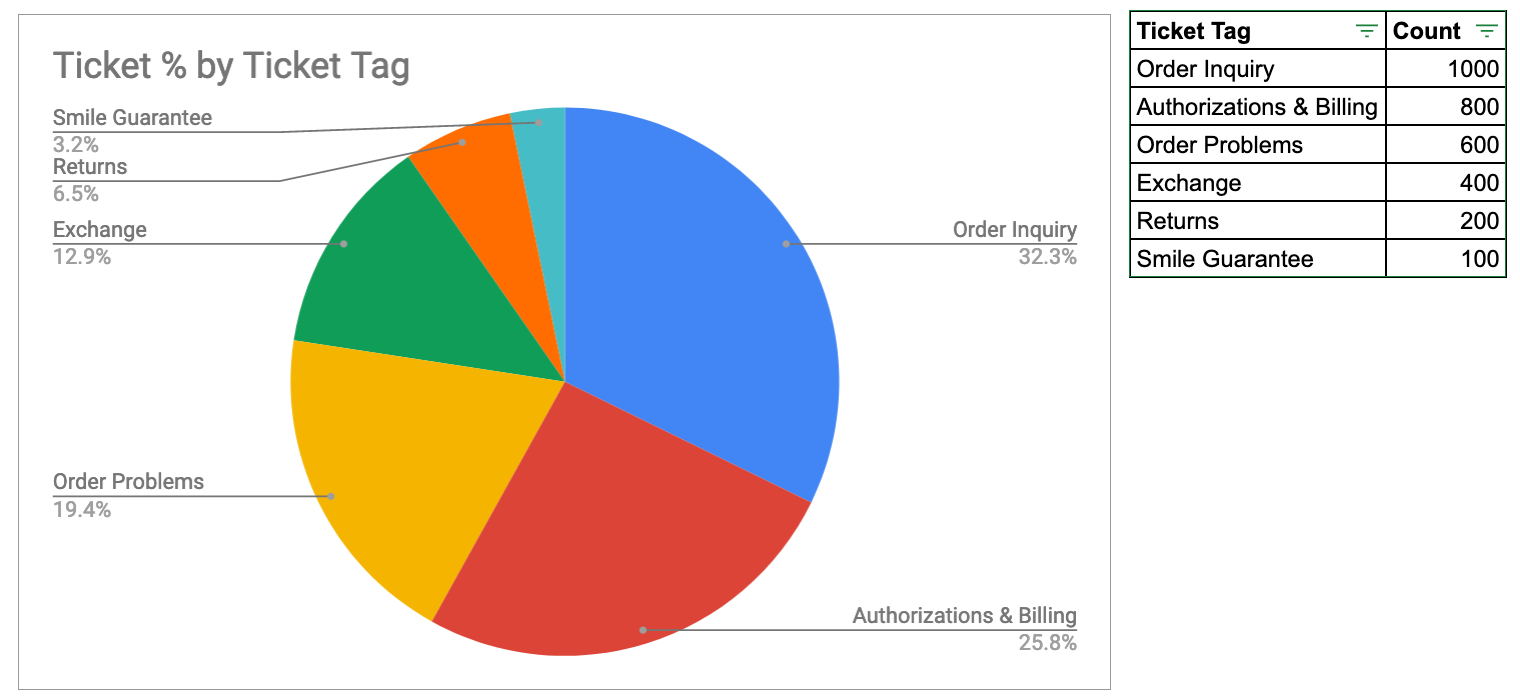 Ticket % by Ticket Tag
Smile Guarantee
3.2%
Returns
6.5%
Exchange
12.9%
Order Problems
19.4%
Order Inquiry
32.3%
Authorizations & Billing
25.8%
Ticket Tag Count
Order Inquiry 1000
Authorizations & Billing 800
Order Problems 600
Exchange 400
Returns 200
Smile Guarantee 100